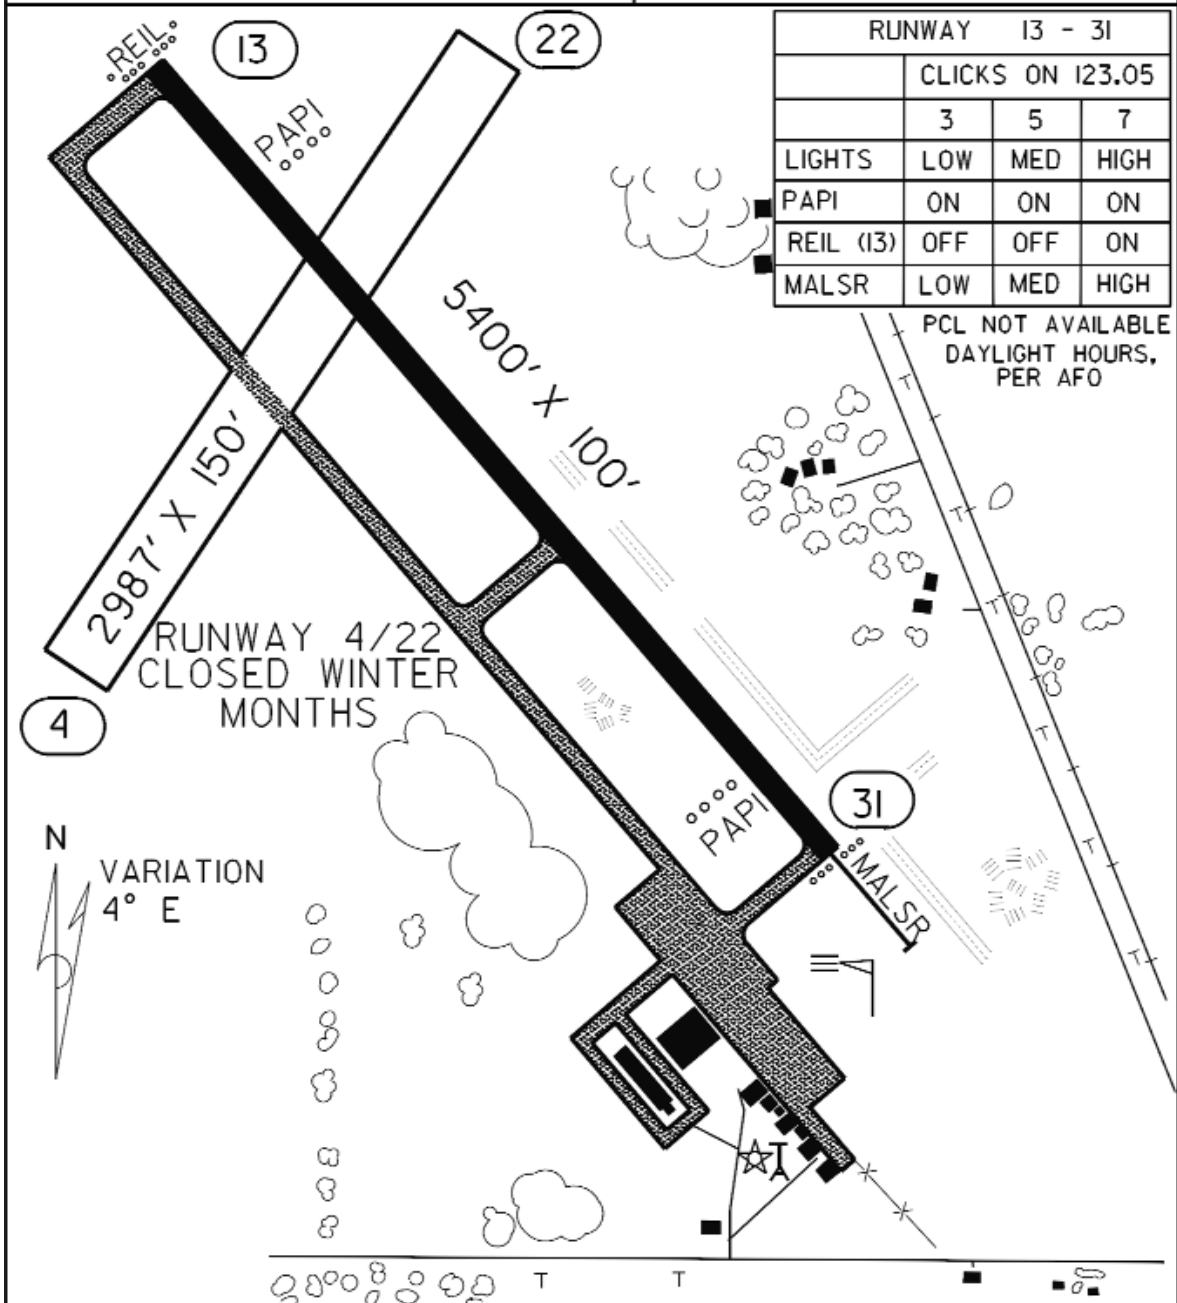 REIL
13
22
PAPI
RUNWAY 13 - 31
CLICKS ON 123.05
3 5 7
LIGHTS LOW MED HIGH
PAPI ON ON ON
REIL (13) OFF OFF ON
MALSR LOW MED HIGH
PCL NOT AVAILABLE
DAYLIGHT HOURS,
PER AFO
5400' X 100'
2987' X 150'
RUNWAY 4/22
CLOSED WINTER
MONTHS
4
31
PAPI
MALSR
N
VARIATION
4° E
T
T
T
T
T
T
T
T